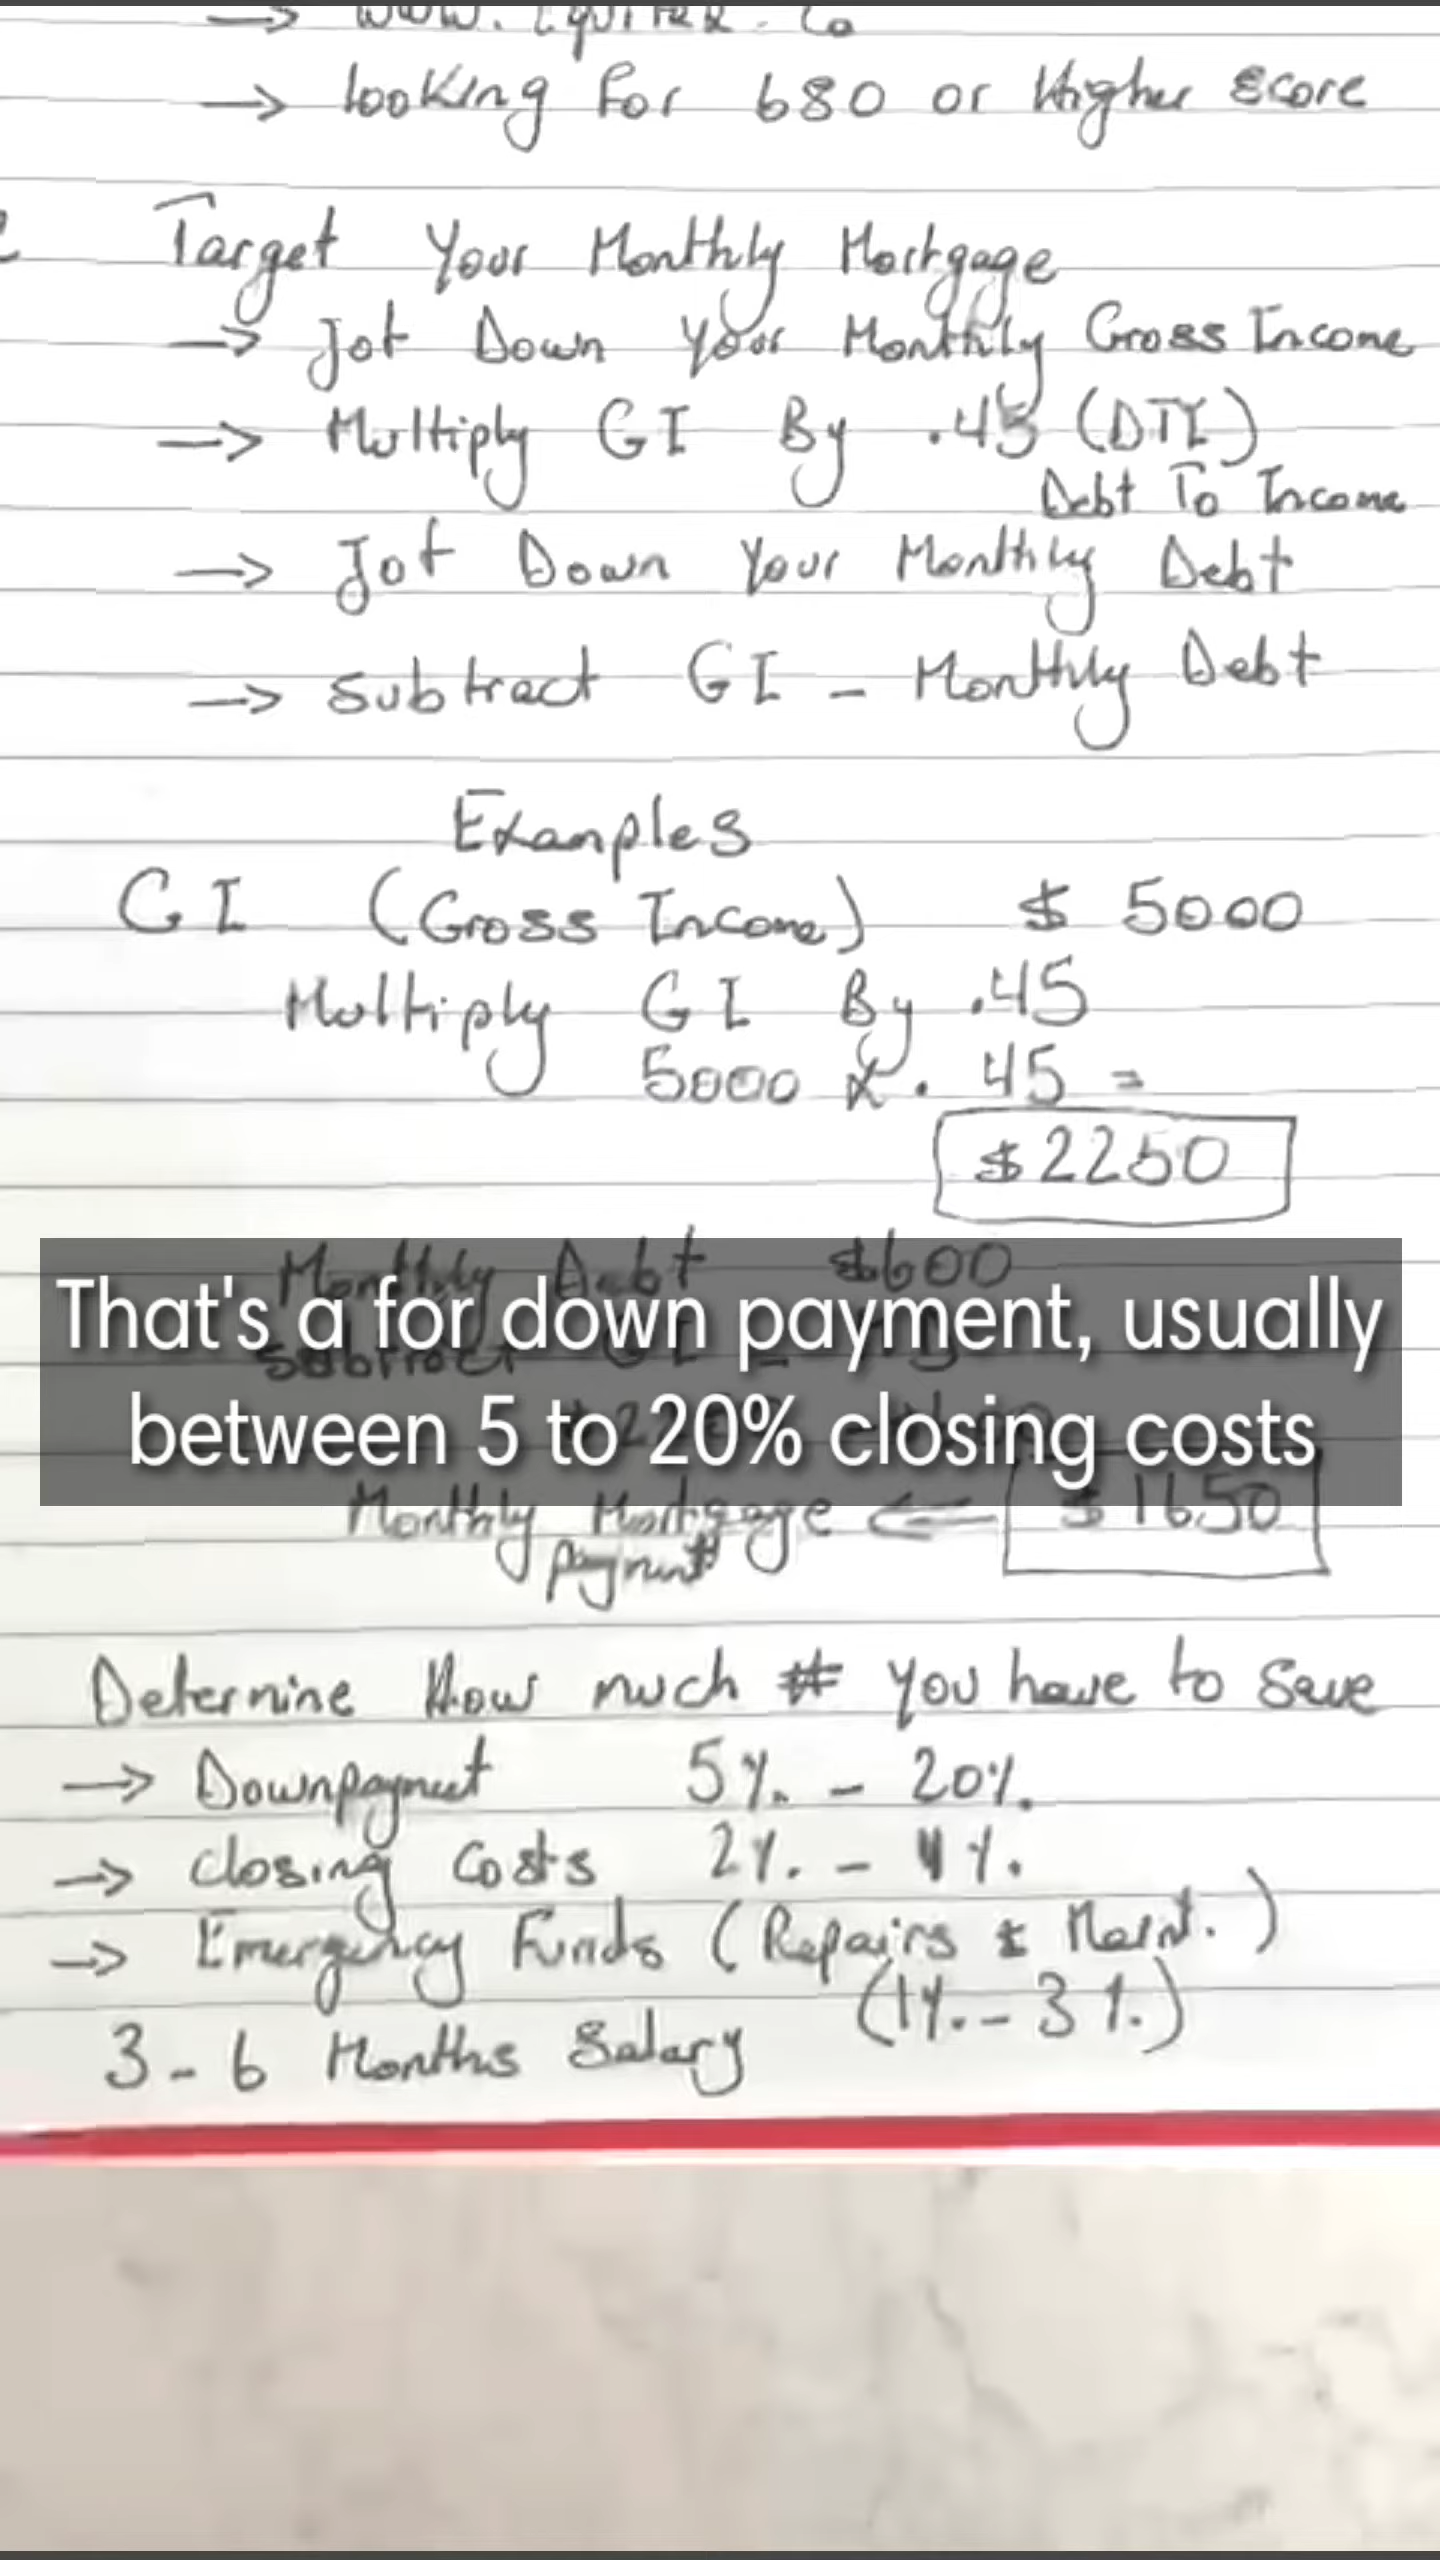 → looking for 680 or Higher score
Target Your Monthly Mortgage
→ Jot Down Your Monthly Gross Income
→ Multiply GI By .45 (DTI)
Debt To Income
→ Jot Down Your Monthly Debt
→ Subtract GI - Monthly Debt
Examples
GI (Gross Income) $ 5000
Multiply GI By .45
5000 x .45 =
$2250
Monthly Debt $600
That's a for down payment, usually
between 5 to 20% closing costs
Monthly Mortgage ⇐ $1650
Payment
Determine How much # you have to Save
→ Downpayment 5% - 20%.
→ Closing Costs 2% - 4%.
→ Emergency Funds (Repairs & Maint.)
(1% - 3%.)
3 - 6 Months Salary